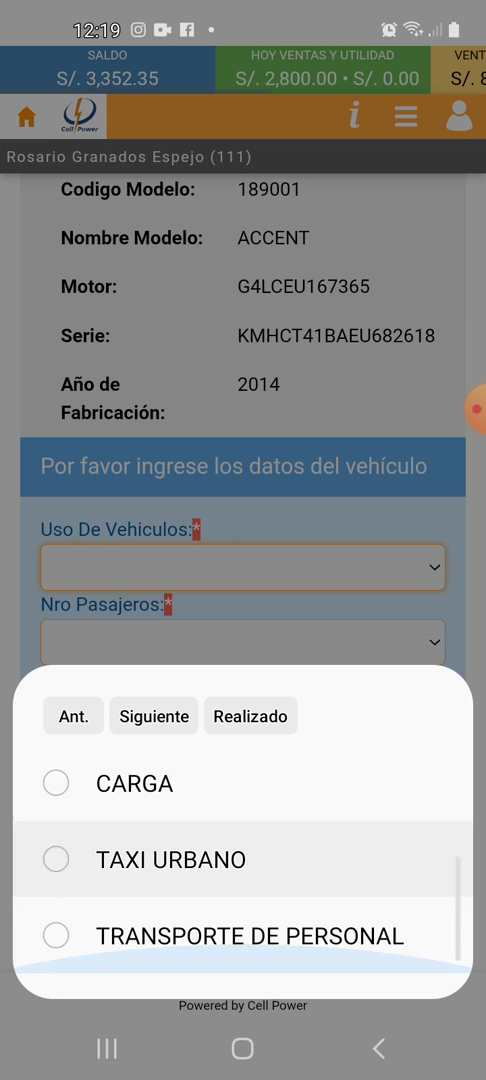 12:19
SALDO
S/. 3,352.35
HOY VENTAS Y UTILIDAD
S/. 2,800.00 • S/. 0.00
VENT
S/. 8
Cell Power
Rosario Granados Espejo (111)
Codigo Modelo: 189001
Nombre Modelo: ACCENT
Motor: G4LCEU167365
Serie: KMHCT41BAEU682618
Año de 2014
Fabricación:
Por favor ingrese los datos del vehículo
Uso De Vehiculos:*
Nro Pasajeros:*
Ant. Siguiente Realizado
CARGA
TAXI URBANO
TRANSPORTE DE PERSONAL
Powered by Cell Power